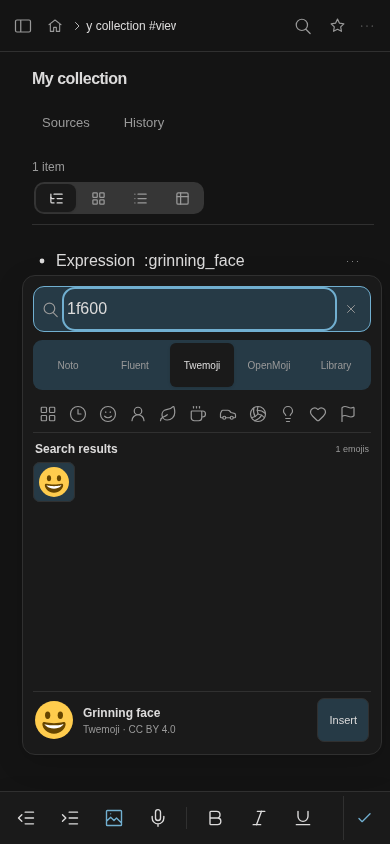 y collection #view
My collection
Sources History
1 item
Expression :grinning_face
1f600
Noto Fluent Twemoji OpenMoji Library
Search results 1 emojis
Grinning face
Twemoji · CC BY 4.0
Insert
B I U